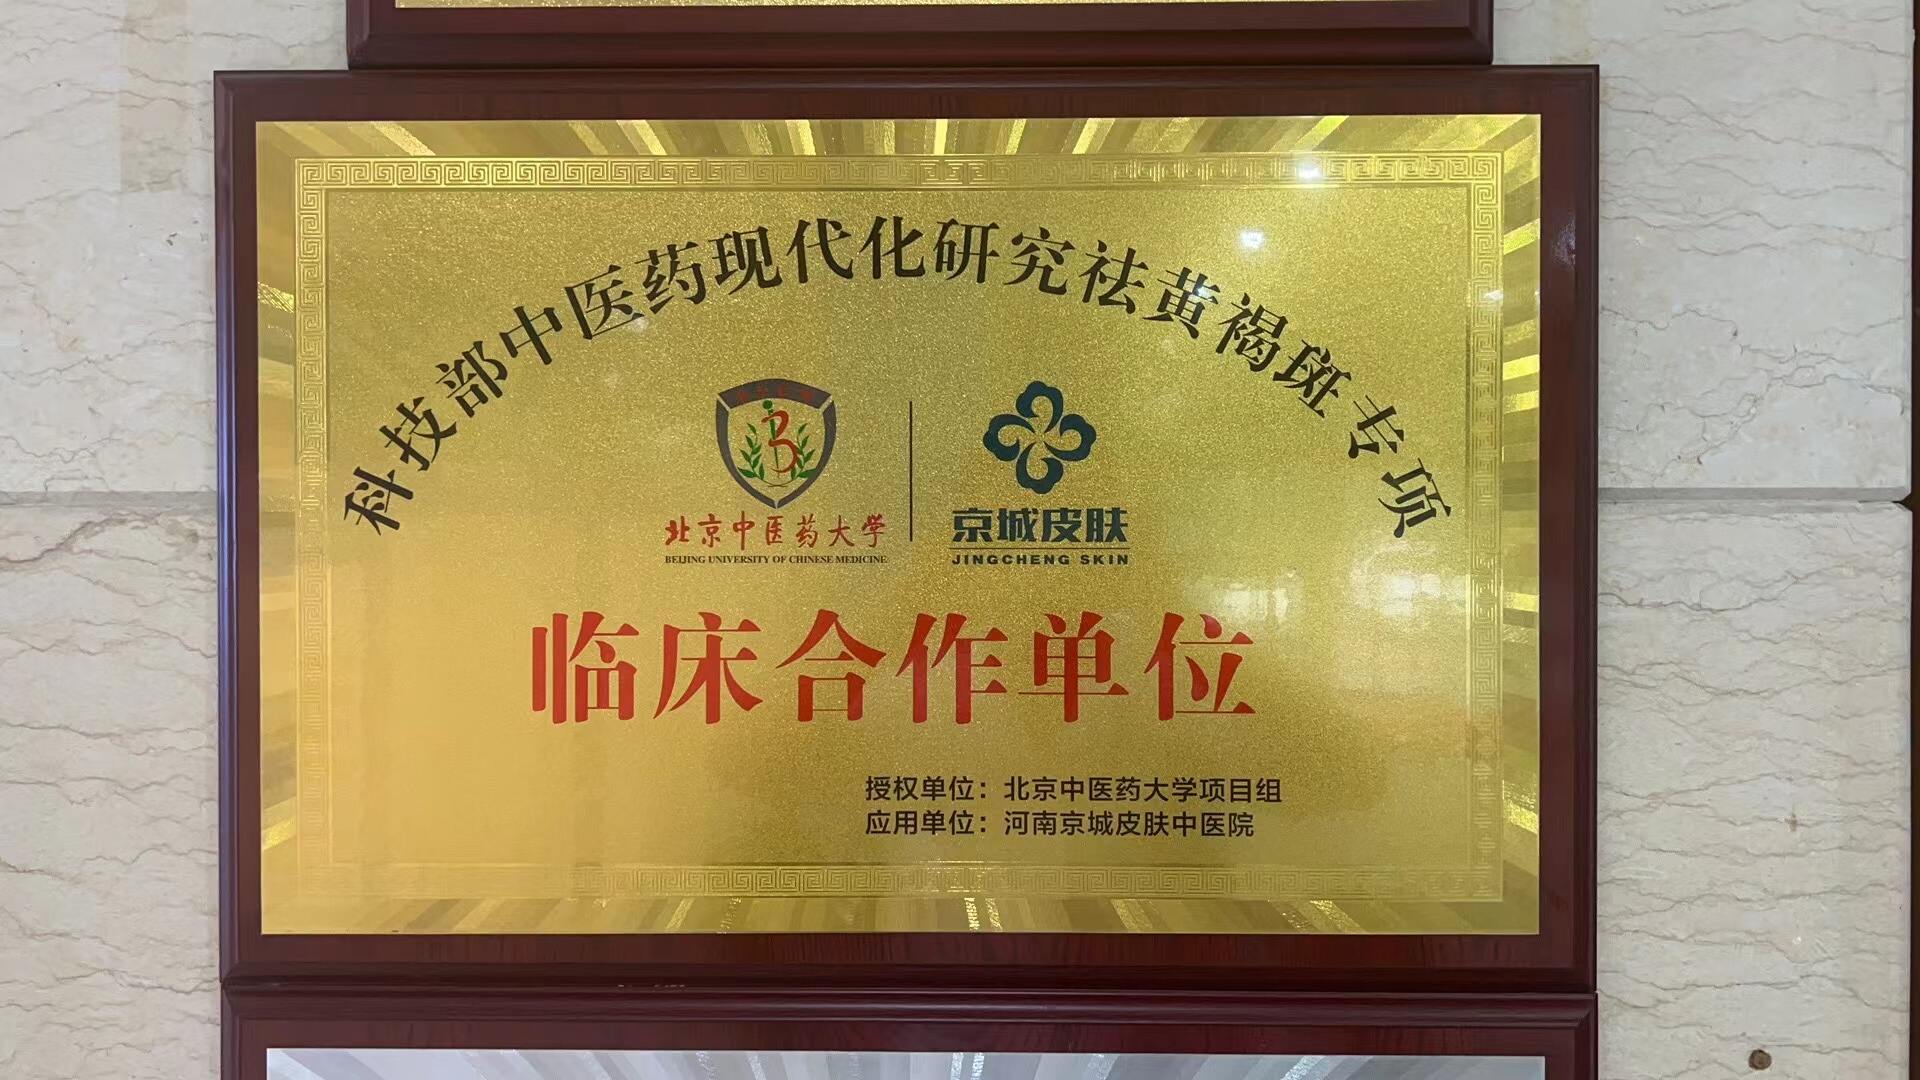 科技部中医药现代化研究祛黄褐斑专项
北京中医药大学
BEIJING UNIVERSITY OF CHINESE MEDICINE
京城皮肤
JINGCHENG SKIN
临床合作单位
授权单位：北京中医药大学项目组
应用单位：河南京城皮肤中医院